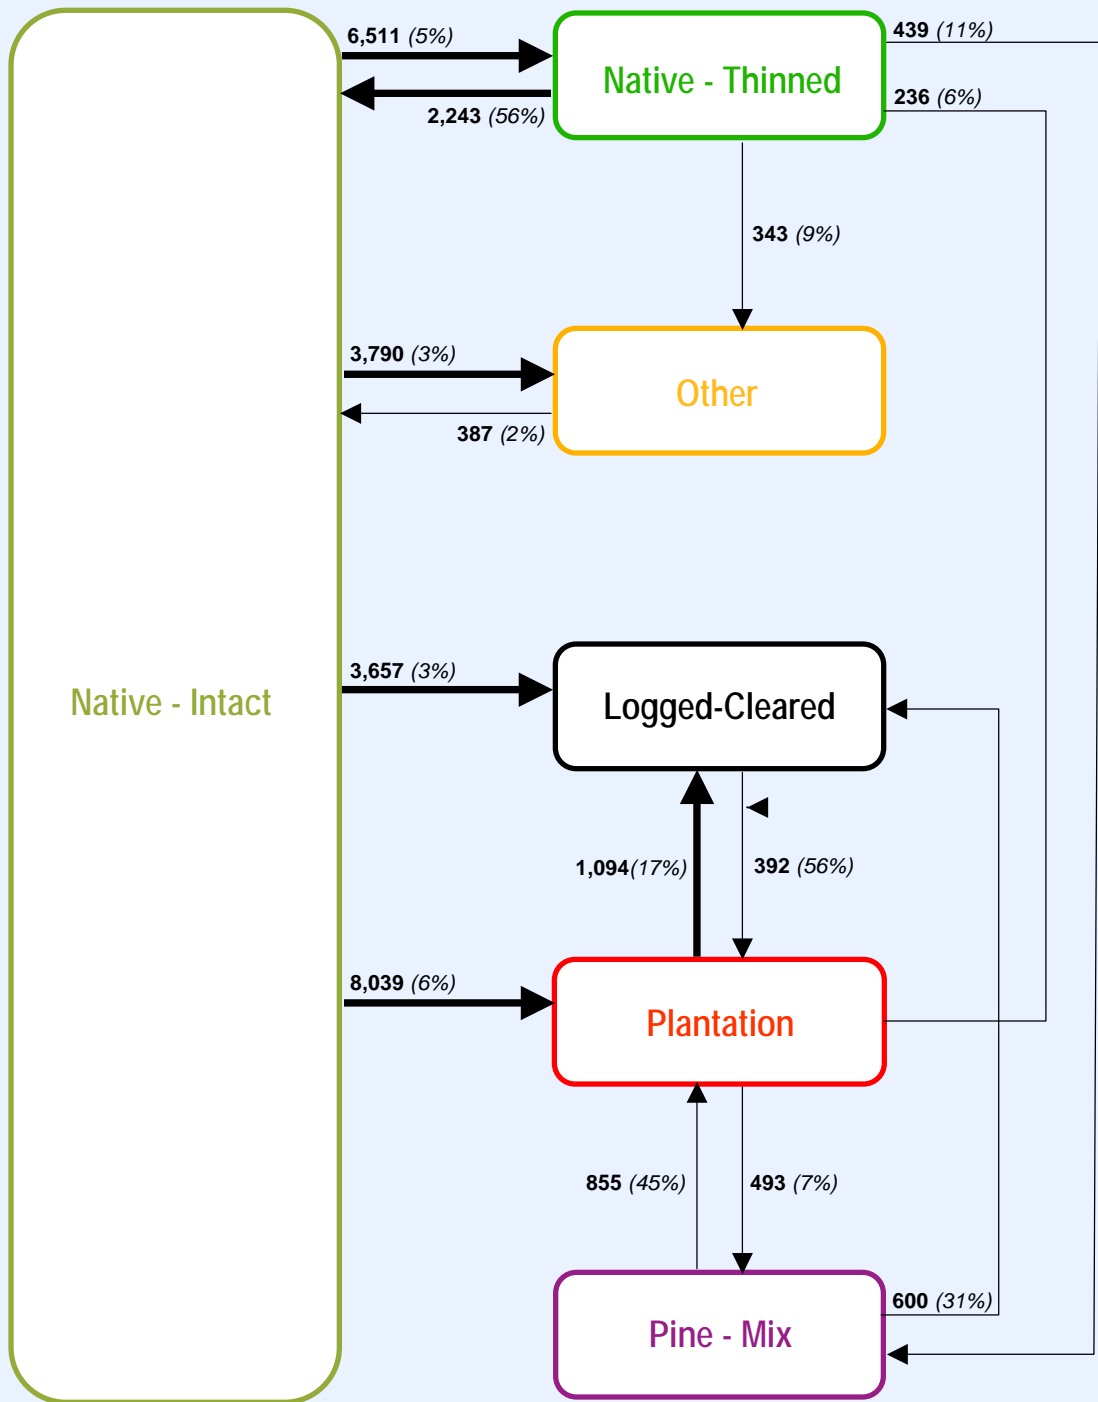 6,511 (5%)
439 (11%)
Native - Thinned
236 (6%)
2,243 (56%)
343 (9%)
3,790 (3%)
Other
387 (2%)
3,657 (3%)
Native - Intact
Logged-Cleared
1,094(17%)
392 (56%)
8,039 (6%)
Plantation
855 (45%)
493 (7%)
600 (31%)
Pine - Mix